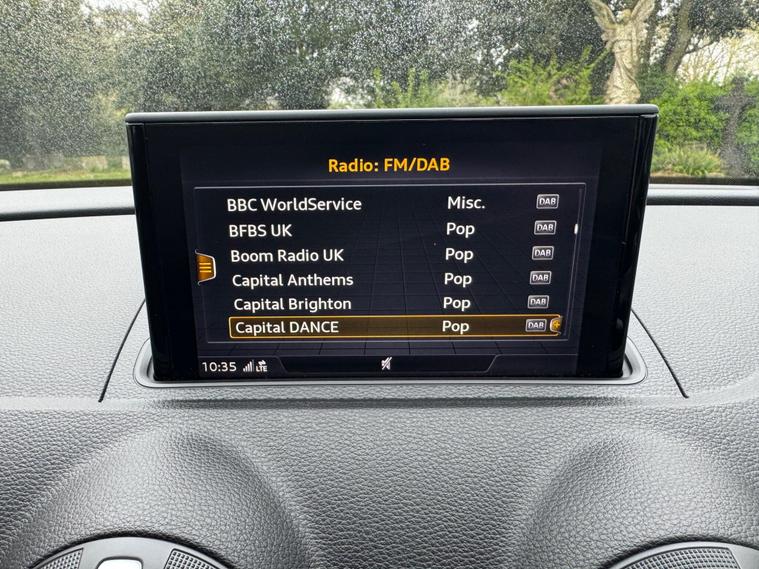 Radio: FM/DAB
BBC WorldService Misc. DAB
BFBS UK Pop DAB
Boom Radio UK Pop DAB
Capital Anthems Pop DAB
Capital Brighton Pop DAB
Capital DANCE Pop DAB
10:35 LTE